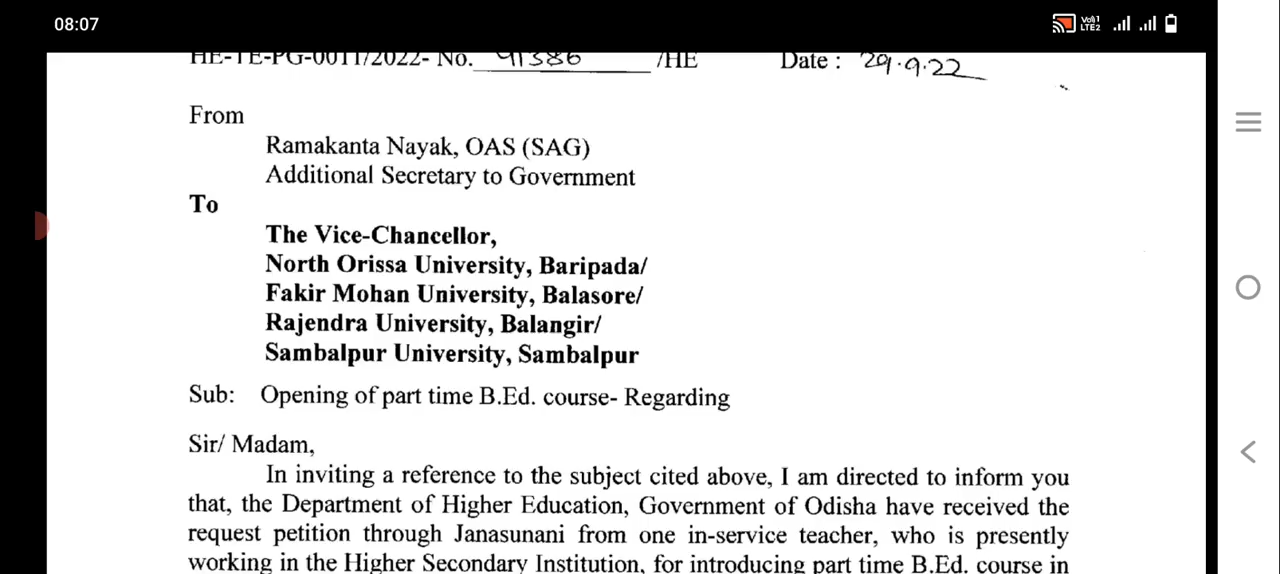 08:07
Vo))1
LTE2
HE-TE-PG-0011/2022- No. 41386 /HE Date : 29.9.22
From
Ramakanta Nayak, OAS (SAG)
Additional Secretary to Government
To
The Vice-Chancellor,
North Orissa University, Baripada/
Fakir Mohan University, Balasore/
Rajendra University, Balangir/
Sambalpur University, Sambalpur
Sub: Opening of part time B.Ed. course- Regarding
Sir/ Madam,
In inviting a reference to the subject cited above, I am directed to inform you
that, the Department of Higher Education, Government of Odisha have received the
request petition through Janasunani from one in-service teacher, who is presently
working in the Higher Secondary Institution, for introducing part time B.Ed. course in